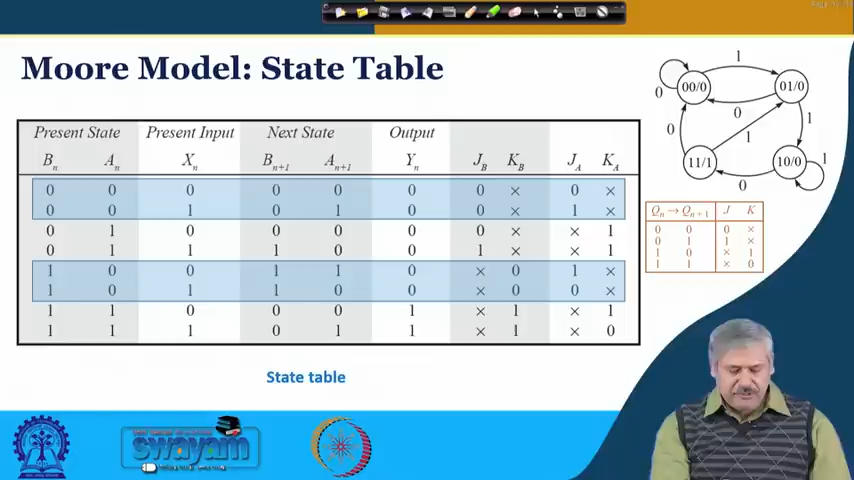 Moore Model: State Table
Present State Present Input Next State Output
Bn An Xn Bn+1 An+1 Yn JB KB JA KA
0 0 0 0 0 0 0 × 0 ×
0 0 1 0 1 0 0 × 1 ×
0 1 0 0 0 0 0 × × 1
0 1 1 1 0 0 1 × × 1
1 0 0 1 1 0 × 0 1 ×
1 0 1 1 0 0 × 0 0 ×
1 1 0 0 0 1 × 1 × 1
1 1 1 0 1 1 × 1 × 0
State table
1
00/0 01/0
0
0
0 1 1
11/1 10/0 1
0
Qn → Qn+1 J K
0 0 0 ×
0 1 1 ×
1 0 × 1
1 1 × 0
swayam